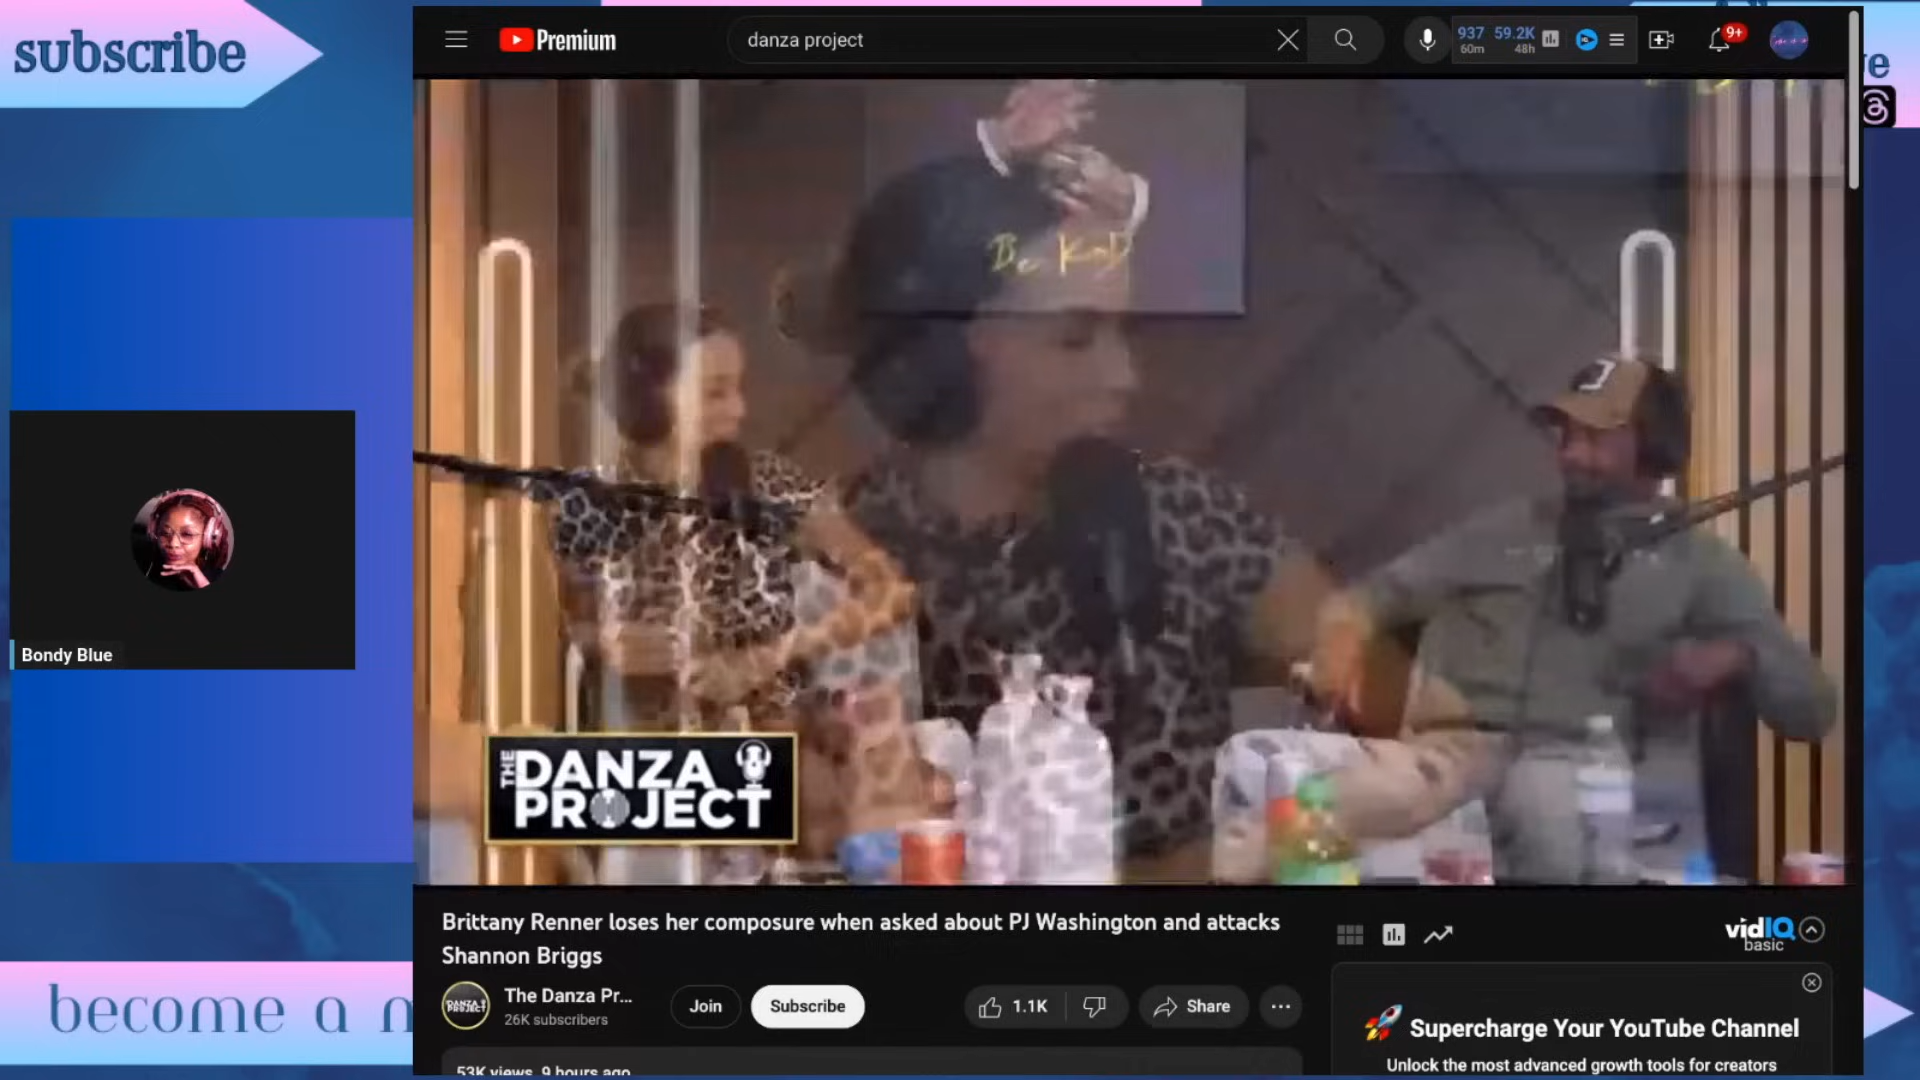 subscribe
Premium
danza project
937 59.2K
60m 48h
9+
ve
Be KinD
THE DANZA
PROJECT
Bondy Blue
Brittany Renner loses her composure when asked about PJ Washington and attacks
Shannon Briggs
vidIQ
basic
The Danza Pr...
26K subscribers
Join
Subscribe
1.1K
Share
become a m
Supercharge Your YouTube Channel
Unlock the most advanced growth tools for creators
53K views 9 hours ago